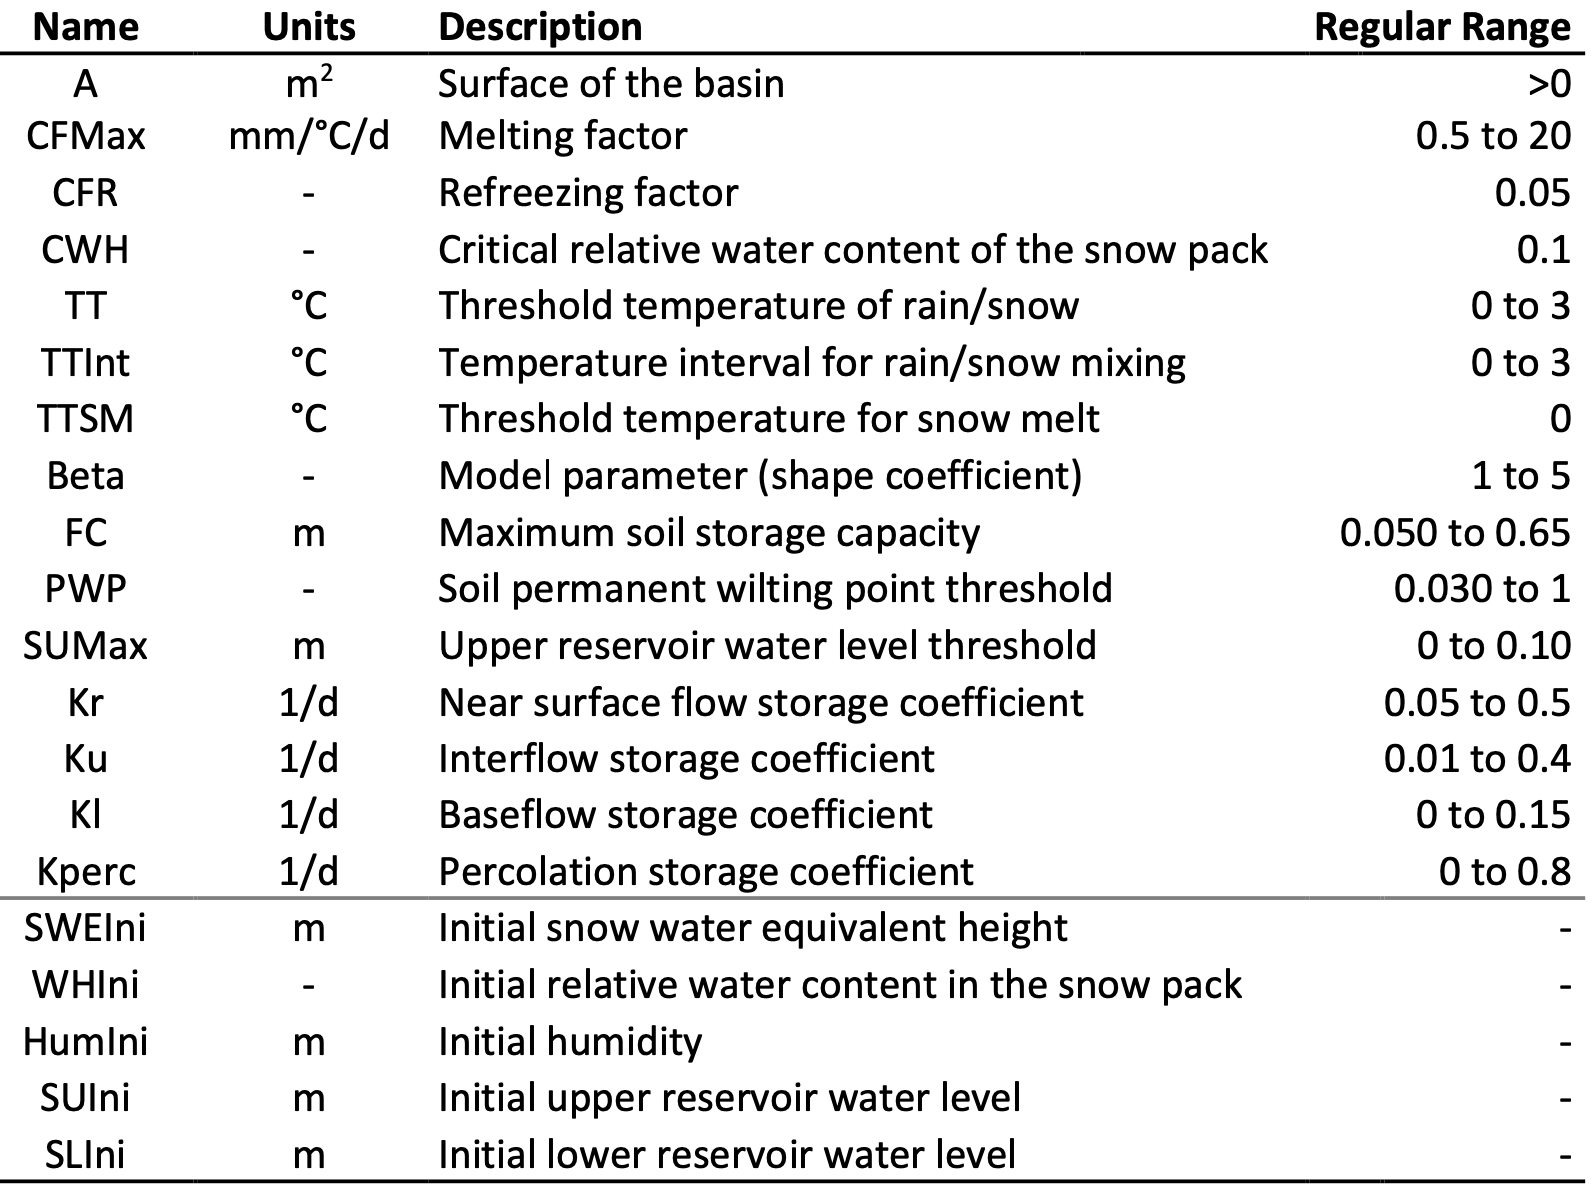 Name Units Description Regular Range
A m² Surface of the basin >0
CFMax mm/°C/d Melting factor 0.5 to 20
CFR - Refreezing factor 0.05
CWH - Critical relative water content of the snow pack 0.1
TT °C Threshold temperature of rain/snow 0 to 3
TTInt °C Temperature interval for rain/snow mixing 0 to 3
TTSM °C Threshold temperature for snow melt 0
Beta - Model parameter (shape coefficient) 1 to 5
FC m Maximum soil storage capacity 0.050 to 0.65
PWP - Soil permanent wilting point threshold 0.030 to 1
SUMax m Upper reservoir water level threshold 0 to 0.10
Kr 1/d Near surface flow storage coefficient 0.05 to 0.5
Ku 1/d Interflow storage coefficient 0.01 to 0.4
Kl 1/d Baseflow storage coefficient 0 to 0.15
Kperc 1/d Percolation storage coefficient 0 to 0.8
SWEIni m Initial snow water equivalent height -
WHIni - Initial relative water content in the snow pack -
HumIni m Initial humidity -
SUIni m Initial upper reservoir water level -
SLIni m Initial lower reservoir water level -